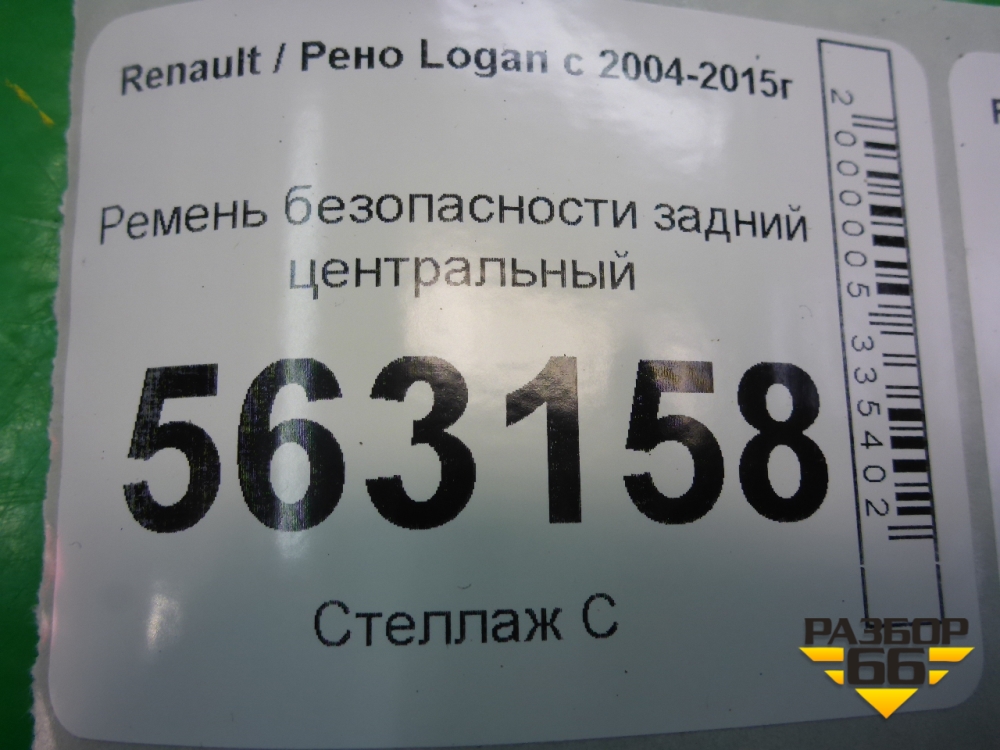 Renault / Рено Logan с 2004-2015г
Ремень безопасности задний
центральный
563158
Стеллаж С
2000005335402
РАЗБОР
66